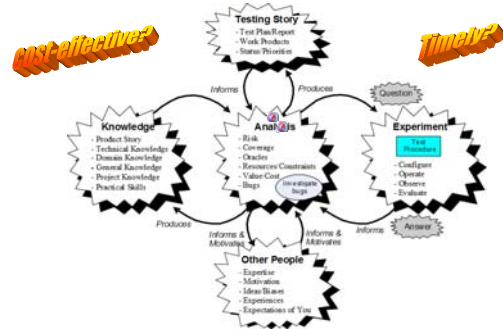 Testing Story
- Test Plan/Report
- Work Products
- Status/Priorities
Cost-effective?
Timely?
Informs
Produces
Question
Knowledge
- Product Story
- Technical Knowledge
- Domain Knowledge
- General Knowledge
- Project Knowledge
- Practical Skills
Analysis
- Risk
- Coverage
- Oracles
- Resources/Constraints
- Value/Cost
- Bugs
Investigate
bugs
Experiment
Test
Procedure
- Configure
- Operate
- Observe
- Evaluate
Produces
Informs &
Motivates
Informs &
Motivates
Informs
Answer
Other People
- Expertise
- Motivation
- Ideas/Biases
- Experiences
- Expectations of You